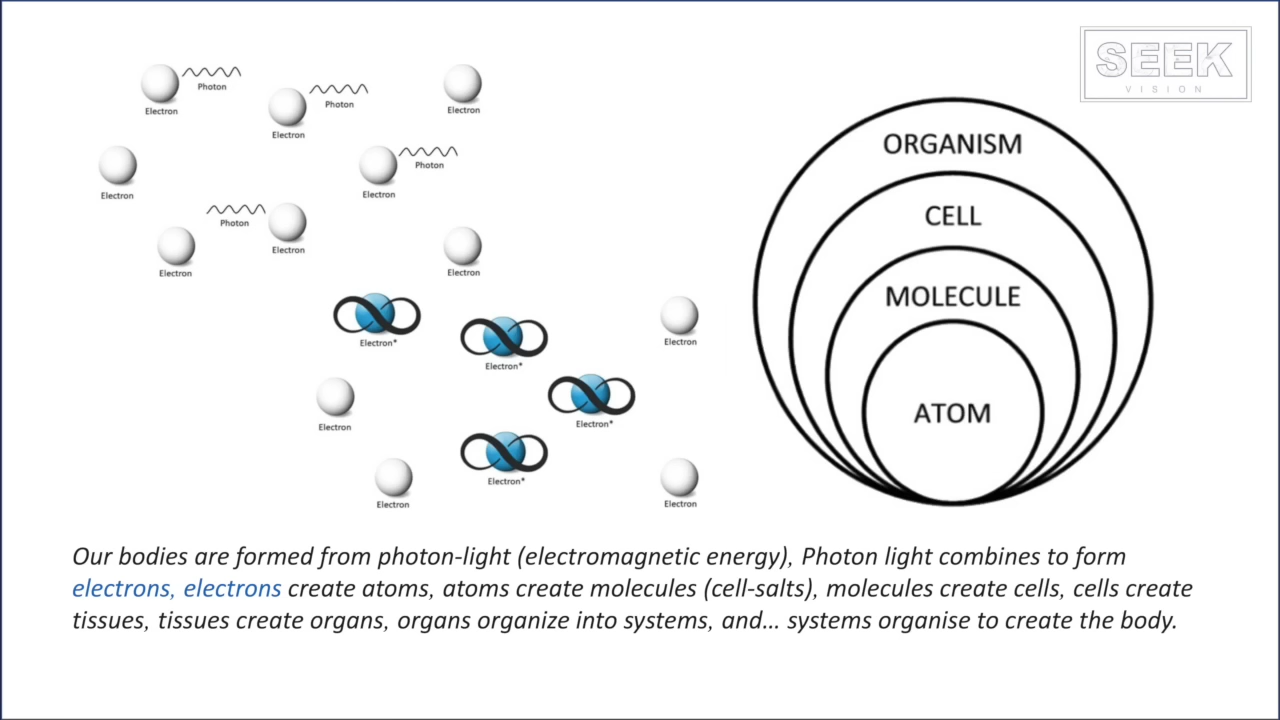 SEEK
VISION
Photon
Electron
Photon
Electron
Electron
Photon
Electron
Electron
Photon
Electron
Electron
Electron
Electron*
Electron*
Electron
Electron*
Electron
Electron*
Electron
Electron
ORGANISM
CELL
MOLECULE
ATOM
Our bodies are formed from photon-light (electromagnetic energy), Photon light combines to form
electrons, electrons create atoms, atoms create molecules (cell-salts), molecules create cells, cells create
tissues, tissues create organs, organs organize into systems, and... systems organise to create the body.